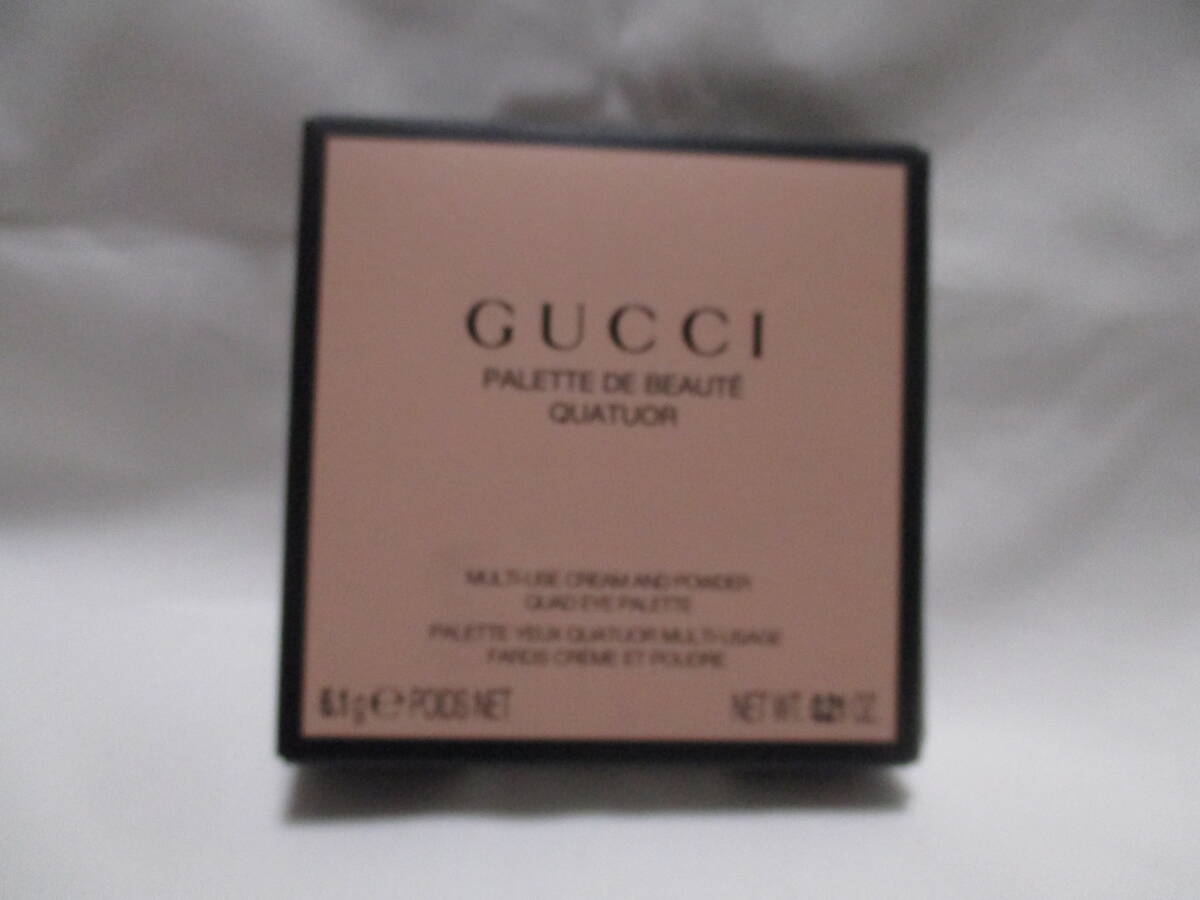 GUCCI
PALETTE DE BEAUTÉ
QUATUOR
MULTI-USE CREAM AND POWDER
QUAD EYE PALETTE
PALETTE YEUX QUATUOR MULTI-USAGE
FARDS CRÈME ET POUDRE
6.1 g ℮ POIDS NET NET WT. 0.21 OZ.